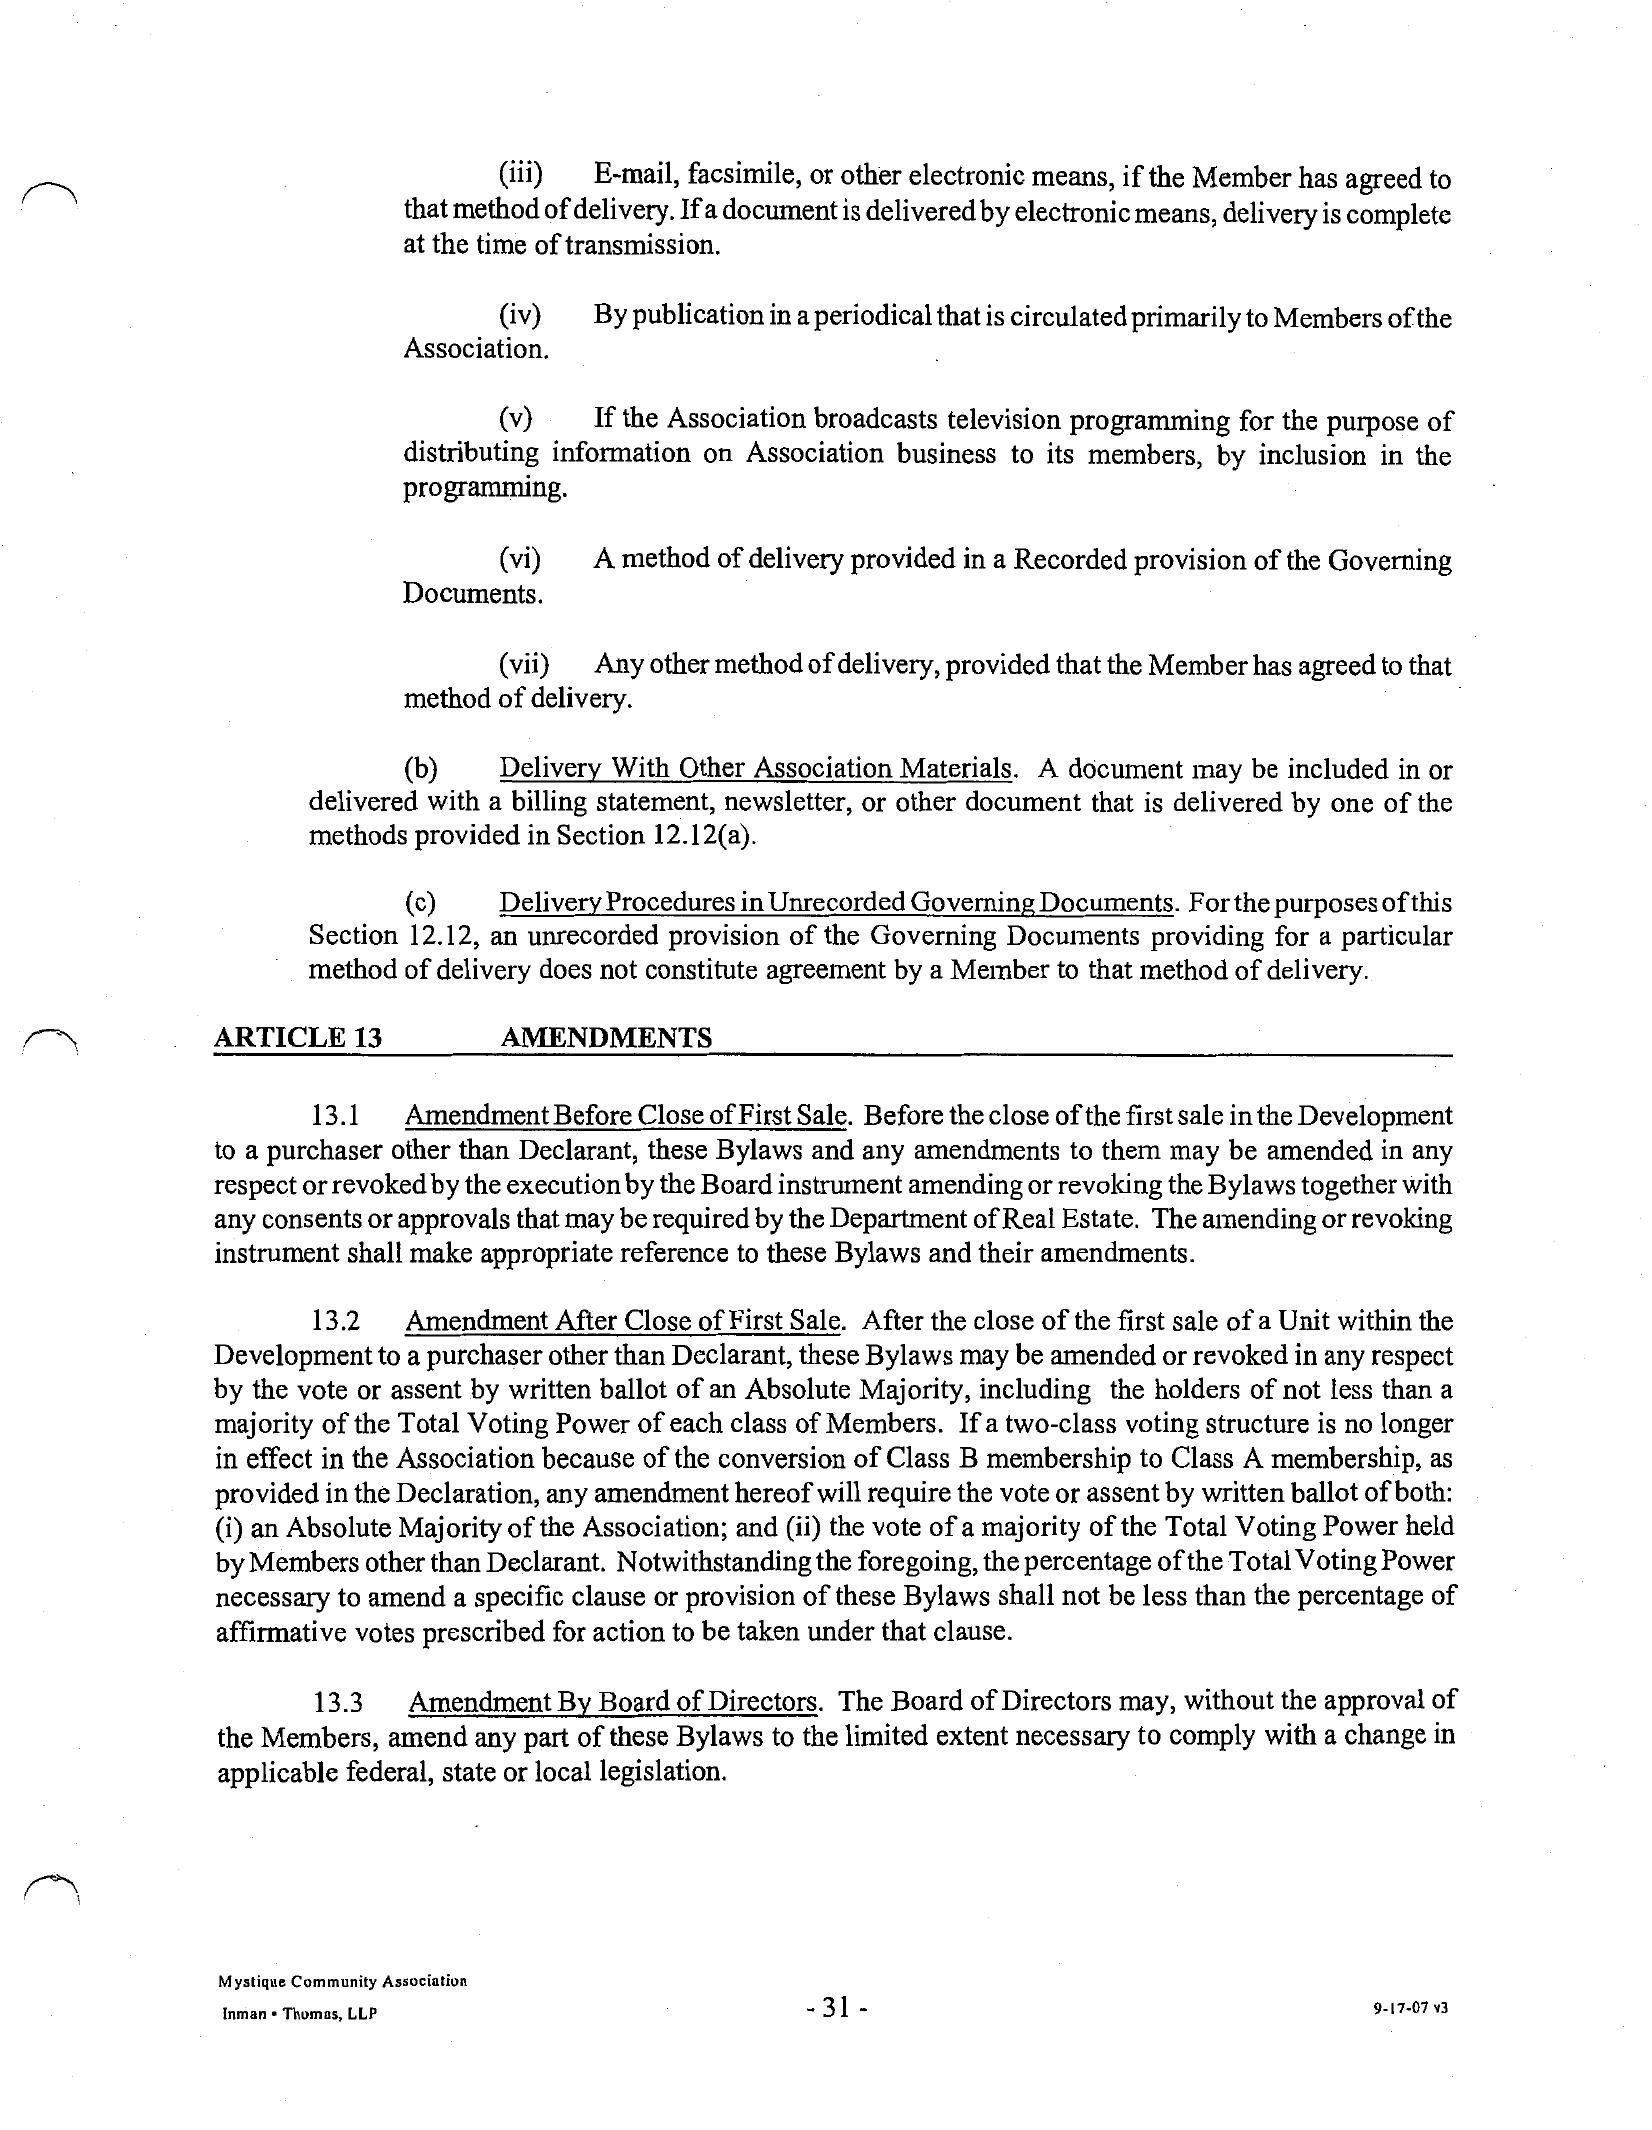 (iii) E-mail, facsimile, or other electronic means, if the Member has agreed to
that method of delivery. If a document is delivered by electronic means, delivery is complete
at the time of transmission.
(iv) By publication in a periodical that is circulated primarily to Members of the
Association.
(v) If the Association broadcasts television programming for the purpose of
distributing information on Association business to its members, by inclusion in the
programming.
(vi) A method of delivery provided in a Recorded provision of the Governing
Documents.
(vii) Any other method of delivery, provided that the Member has agreed to that
method of delivery.
(b) Delivery With Other Association Materials. A document may be included in or
delivered with a billing statement, newsletter, or other document that is delivered by one of the
methods provided in Section 12.12(a).
(c) Delivery Procedures in Unrecorded Governing Documents. For the purposes of this
Section 12.12, an unrecorded provision of the Governing Documents providing for a particular
method of delivery does not constitute agreement by a Member to that method of delivery.
ARTICLE 13 AMENDMENTS
13.1 Amendment Before Close of First Sale. Before the close of the first sale in the Development
to a purchaser other than Declarant, these Bylaws and any amendments to them may be amended in any
respect or revoked by the execution by the Board instrument amending or revoking the Bylaws together with
any consents or approvals that may be required by the Department of Real Estate. The amending or revoking
instrument shall make appropriate reference to these Bylaws and their amendments.
13.2 Amendment After Close of First Sale. After the close of the first sale of a Unit within the
Development to a purchaser other than Declarant, these Bylaws may be amended or revoked in any respect
by the vote or assent by written ballot of an Absolute Majority, including the holders of not less than a
majority of the Total Voting Power of each class of Members. If a two-class voting structure is no longer
in effect in the Association because of the conversion of Class B membership to Class A membership, as
provided in the Declaration, any amendment hereof will require the vote or assent by written ballot of both:
(i) an Absolute Majority of the Association; and (ii) the vote of a majority of the Total Voting Power held
by Members other than Declarant. Notwithstanding the foregoing, the percentage of the Total Voting Power
necessary to amend a specific clause or provision of these Bylaws shall not be less than the percentage of
affirmative votes prescribed for action to be taken under that clause.
13.3 Amendment By Board of Directors. The Board of Directors may, without the approval of
the Members, amend any part of these Bylaws to the limited extent necessary to comply with a change in
applicable federal, state or local legislation.
Mystique Community Association
Inman • Thomas, LLP
- 31 -
9-17-07 v3